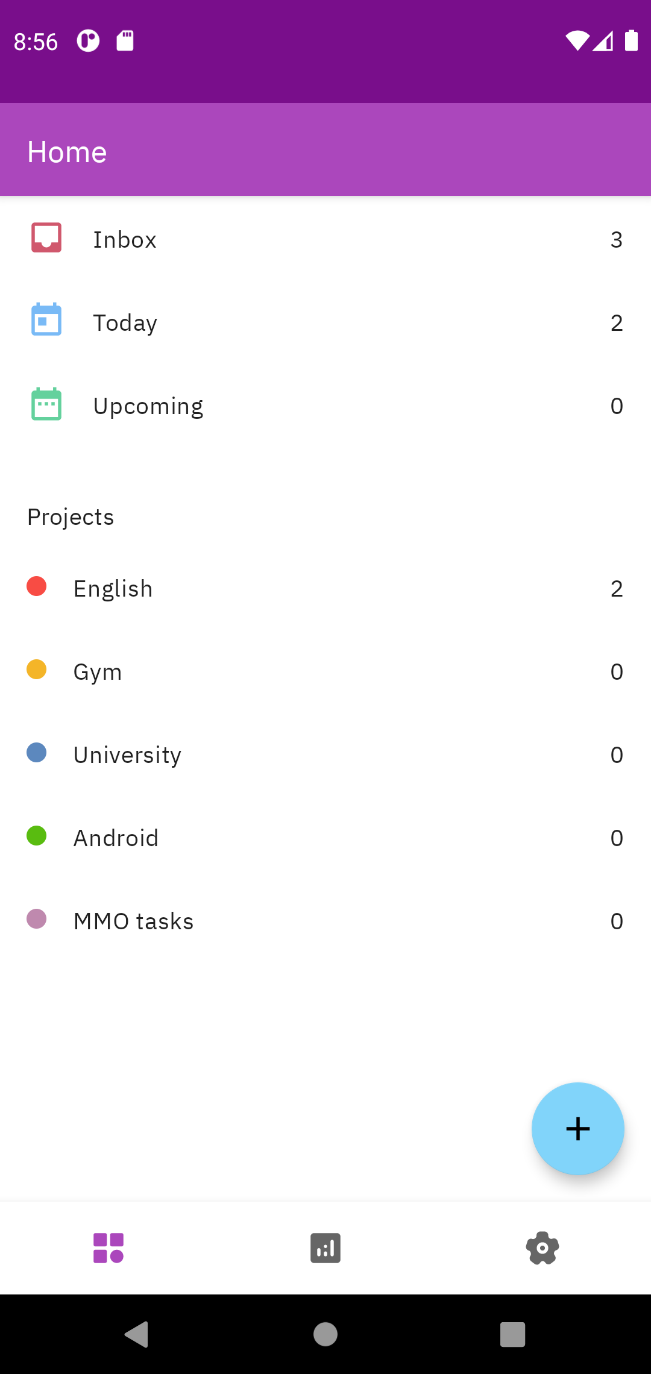 8:56
Home
Inbox 3
Today 2
Upcoming 0
Projects
English 2
Gym 0
University 0
Android 0
MMO tasks 0